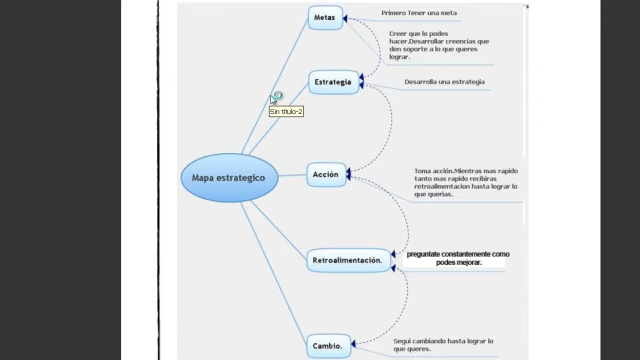 Metas
Primero Tener una meta
Creer que lo podes
hacer.Desarrollar creencias que
den soporte a lo que queres
lograr.
Estrategia
Desarrolla una estrategia
Sin título-2
Mapa estrategico
Acción
Toma acción.Mientras mas rapido
tanto mas rapido recibiras
retroalimentacion hasta lograr lo
que querias.
Retroalimentación.
preguntate constantemente como
podes mejorar.
Cambio.
Segui cambiando hasta lograr lo
que queres.